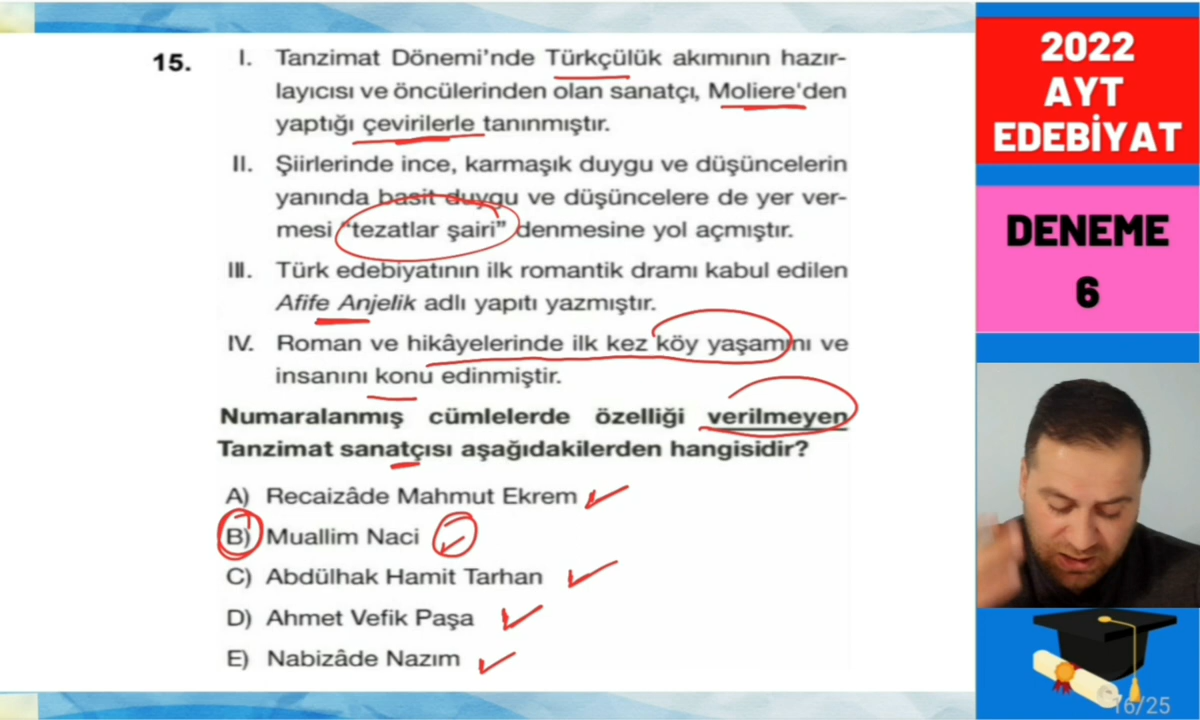 15. I. Tanzimat Dönemi'nde Türkçülük akımının hazır-
layıcısı ve öncülerinden olan sanatçı, Moliere'den
yaptığı çevirilerle tanınmıştır.
II. Şiirlerinde ince, karmaşık duygu ve düşüncelerin
yanında basit duygu ve düşüncelere de yer ver-
mesi "tezatlar şairi" denmesine yol açmıştır.
III. Türk edebiyatının ilk romantik dramı kabul edilen
Afife Anjelik adlı yapıtı yazmıştır.
IV. Roman ve hikâyelerinde ilk kez köy yaşamını ve
insanını konu edinmiştir.
Numaralanmış cümlelerde özelliği verilmeyen
Tanzimat sanatçısı aşağıdakilerden hangisidir?
A) Recaizâde Mahmut Ekrem
B) Muallim Naci
C) Abdülhak Hamit Tarhan
D) Ahmet Vefik Paşa
E) Nabizâde Nazım
2022
AYT
EDEBİYAT
DENEME
6
16/25